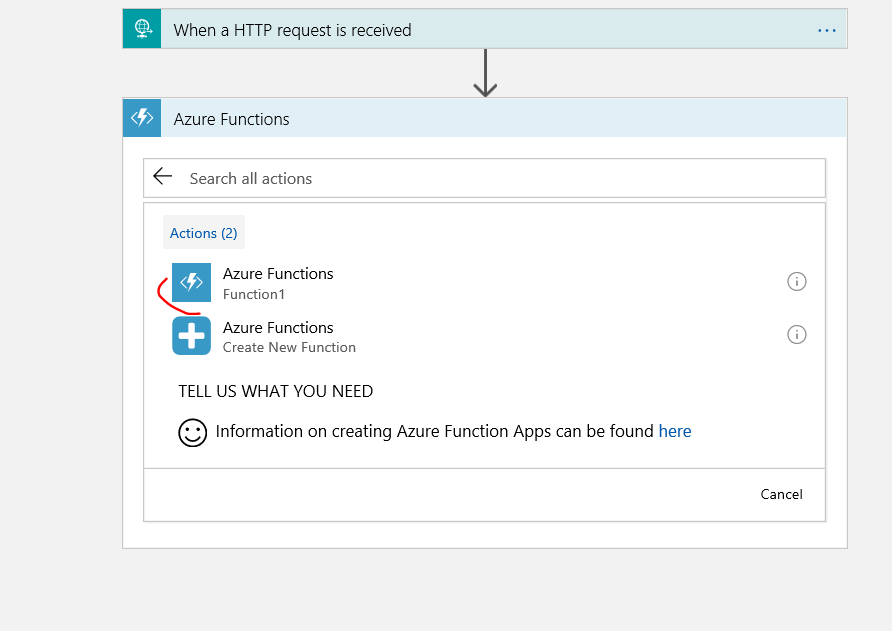 When a HTTP request is received
Azure Functions
Search all actions
Actions (2)
Azure Functions
Function1
Azure Functions
Create New Function
TELL US WHAT YOU NEED
Information on creating Azure Function Apps can be found here
Cancel